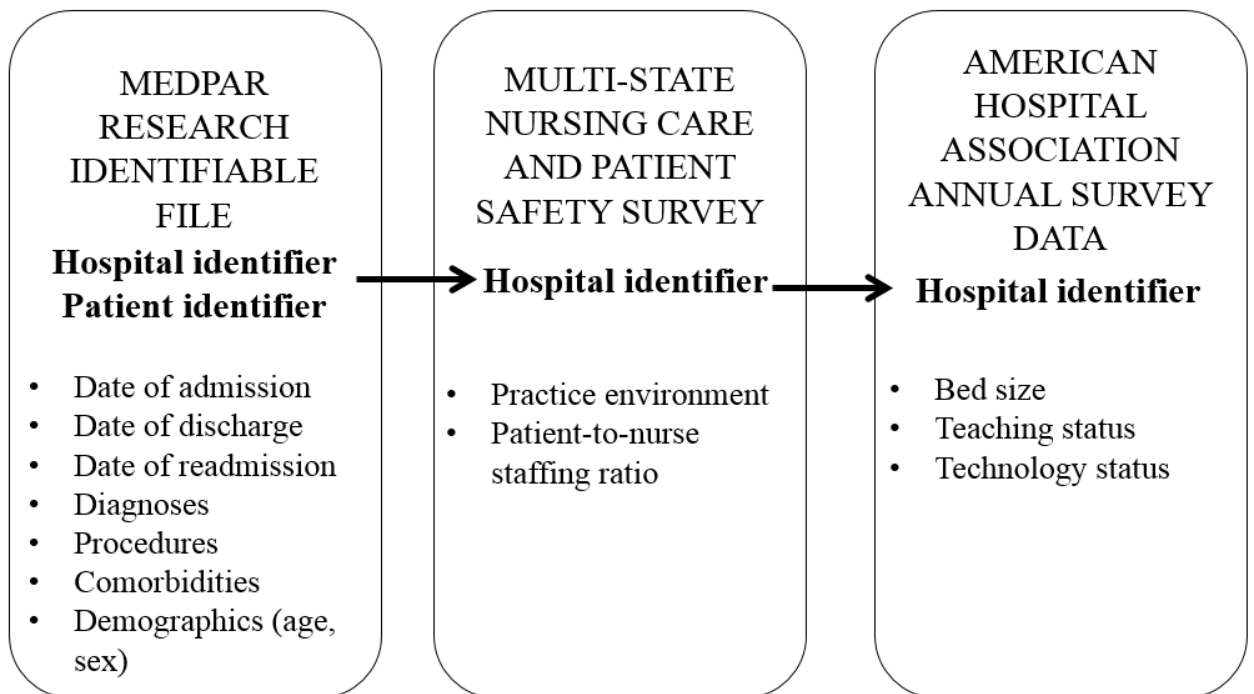 MEDPAR
RESEARCH
IDENTIFIABLE
FILE
Hospital identifier
Patient identifier
• Date of admission
• Date of discharge
• Date of readmission
• Diagnoses
• Procedures
• Comorbidities
• Demographics (age,
sex)
MULTI-STATE
NURSING CARE
AND PATIENT
SAFETY SURVEY
Hospital identifier
• Practice environment
• Patient-to-nurse
staffing ratio
AMERICAN
HOSPITAL
ASSOCIATION
ANNUAL SURVEY
DATA
Hospital identifier
• Bed size
• Teaching status
• Technology status